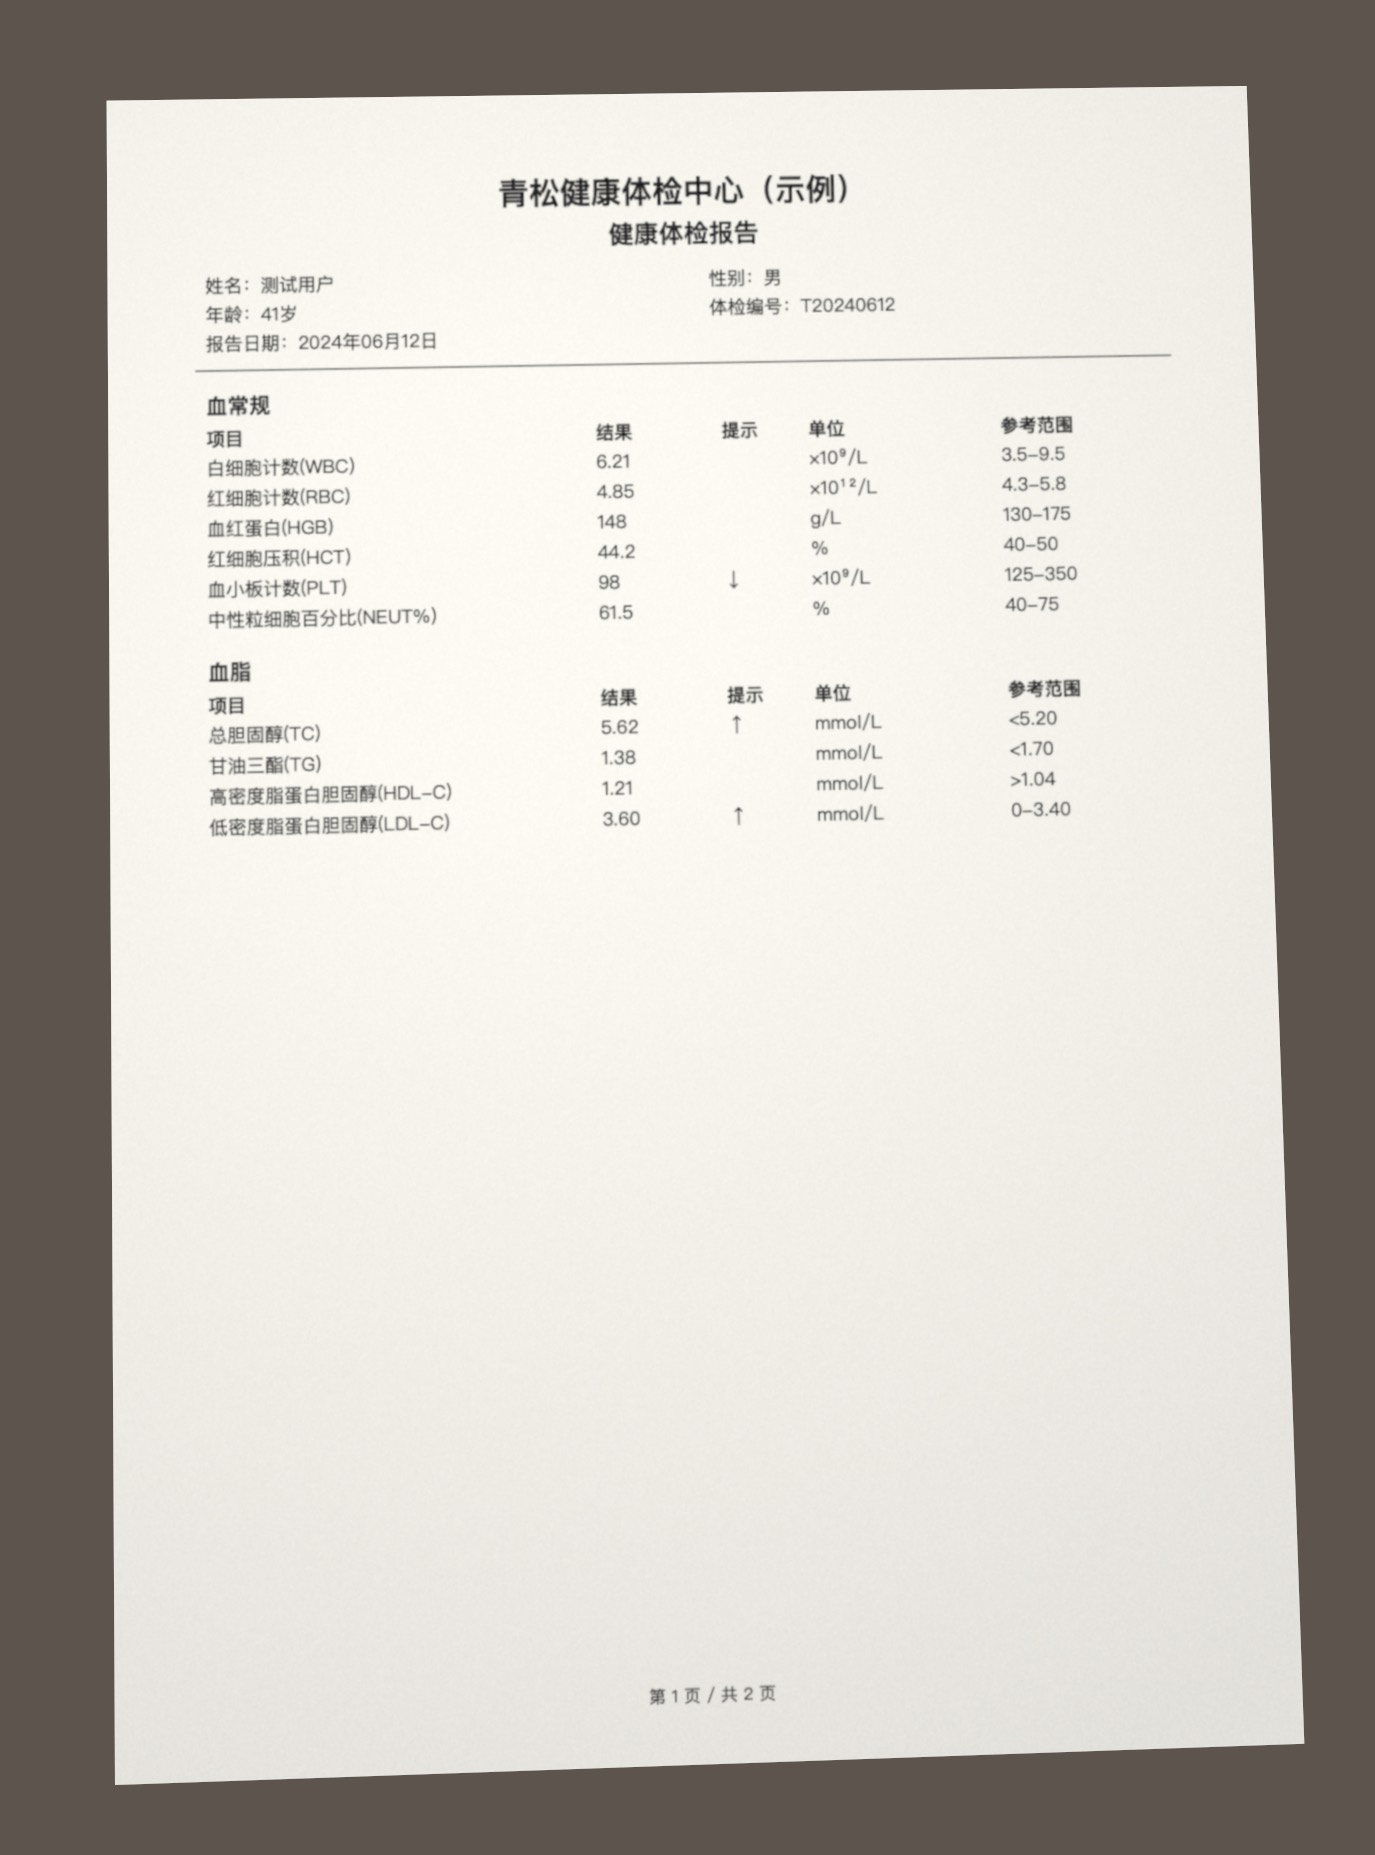 青松健康体检中心（示例）
健康体检报告
姓名：测试用户 性别：男
年龄：41岁 体检编号：T20240612
报告日期：2024年06月12日
血常规
项目 结果 提示 单位 参考范围
白细胞计数(WBC) 6.21 ×10⁹/L 3.5–9.5
红细胞计数(RBC) 4.85 ×10¹²/L 4.3–5.8
血红蛋白(HGB) 148 g/L 130–175
红细胞压积(HCT) 44.2 % 40–50
血小板计数(PLT) 98 ↓ ×10⁹/L 125–350
中性粒细胞百分比(NEUT%) 61.5 % 40–75
血脂
项目 结果 提示 单位 参考范围
总胆固醇(TC) 5.62 ↑ mmol/L <5.20
甘油三酯(TG) 1.38 mmol/L <1.70
高密度脂蛋白胆固醇(HDL–C) 1.21 mmol/L >1.04
低密度脂蛋白胆固醇(LDL–C) 3.60 ↑ mmol/L 0–3.40
第 1 页 / 共 2 页